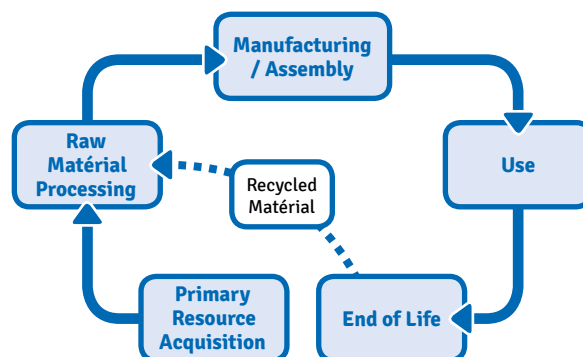 Manufacturing
/ Assembly
Raw
Matérial
Processing
Use
Recycled
Matérial
Primary
Resource
Acquisition
End of Life